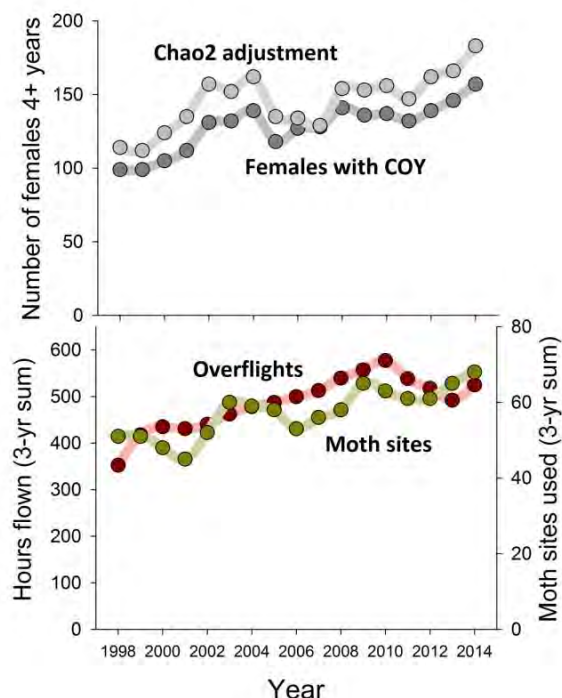 Number of females 4+ years
200
150
100
50
0
Chao2 adjustment
Females with COY
Hours flown (3-yr sum)
600
500
400
300
200
100
0
Overflights
Moth sites
80
60
40
20
0
Moth sites used (3-yr sum)
1998 2000 2002 2004 2006 2008 2010 2012 2014
Year